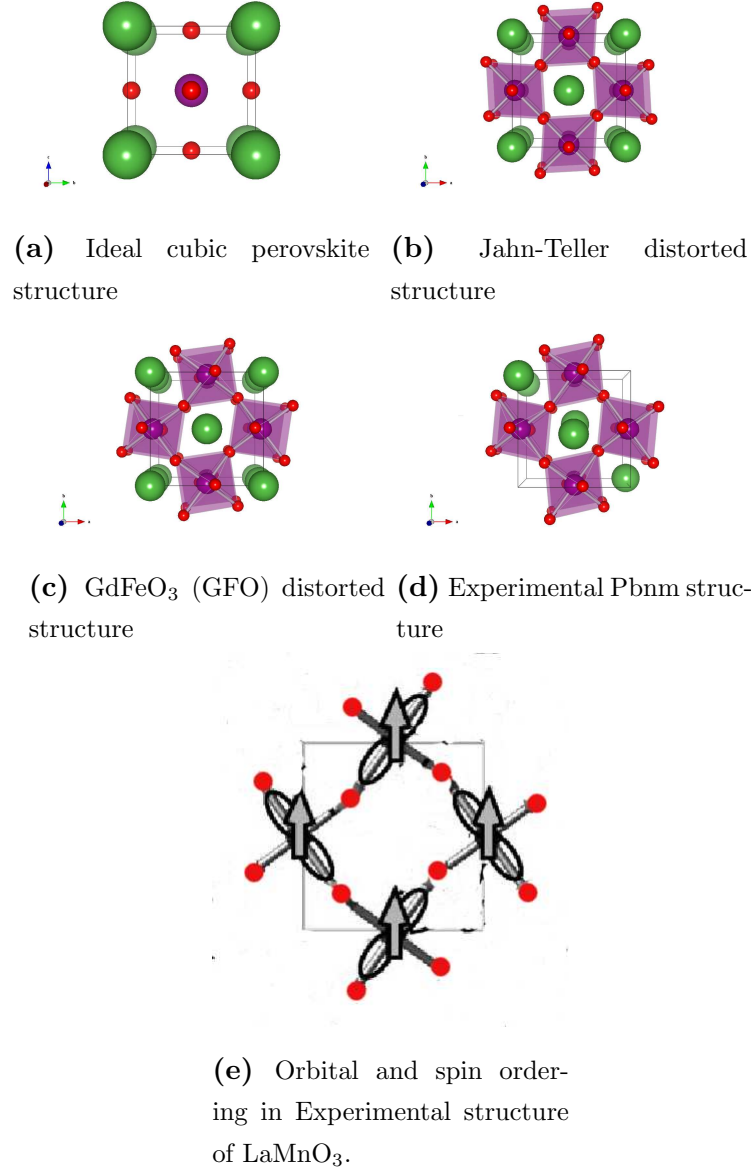 (a) Ideal cubic perovskite
structure
(b) Jahn-Teller distorted
structure
(c) GdFeO₃ (GFO) distorted
structure
(d) Experimental Pbnm struc-
ture
(e) Orbital and spin order-
ing in Experimental structure
of LaMnO₃.